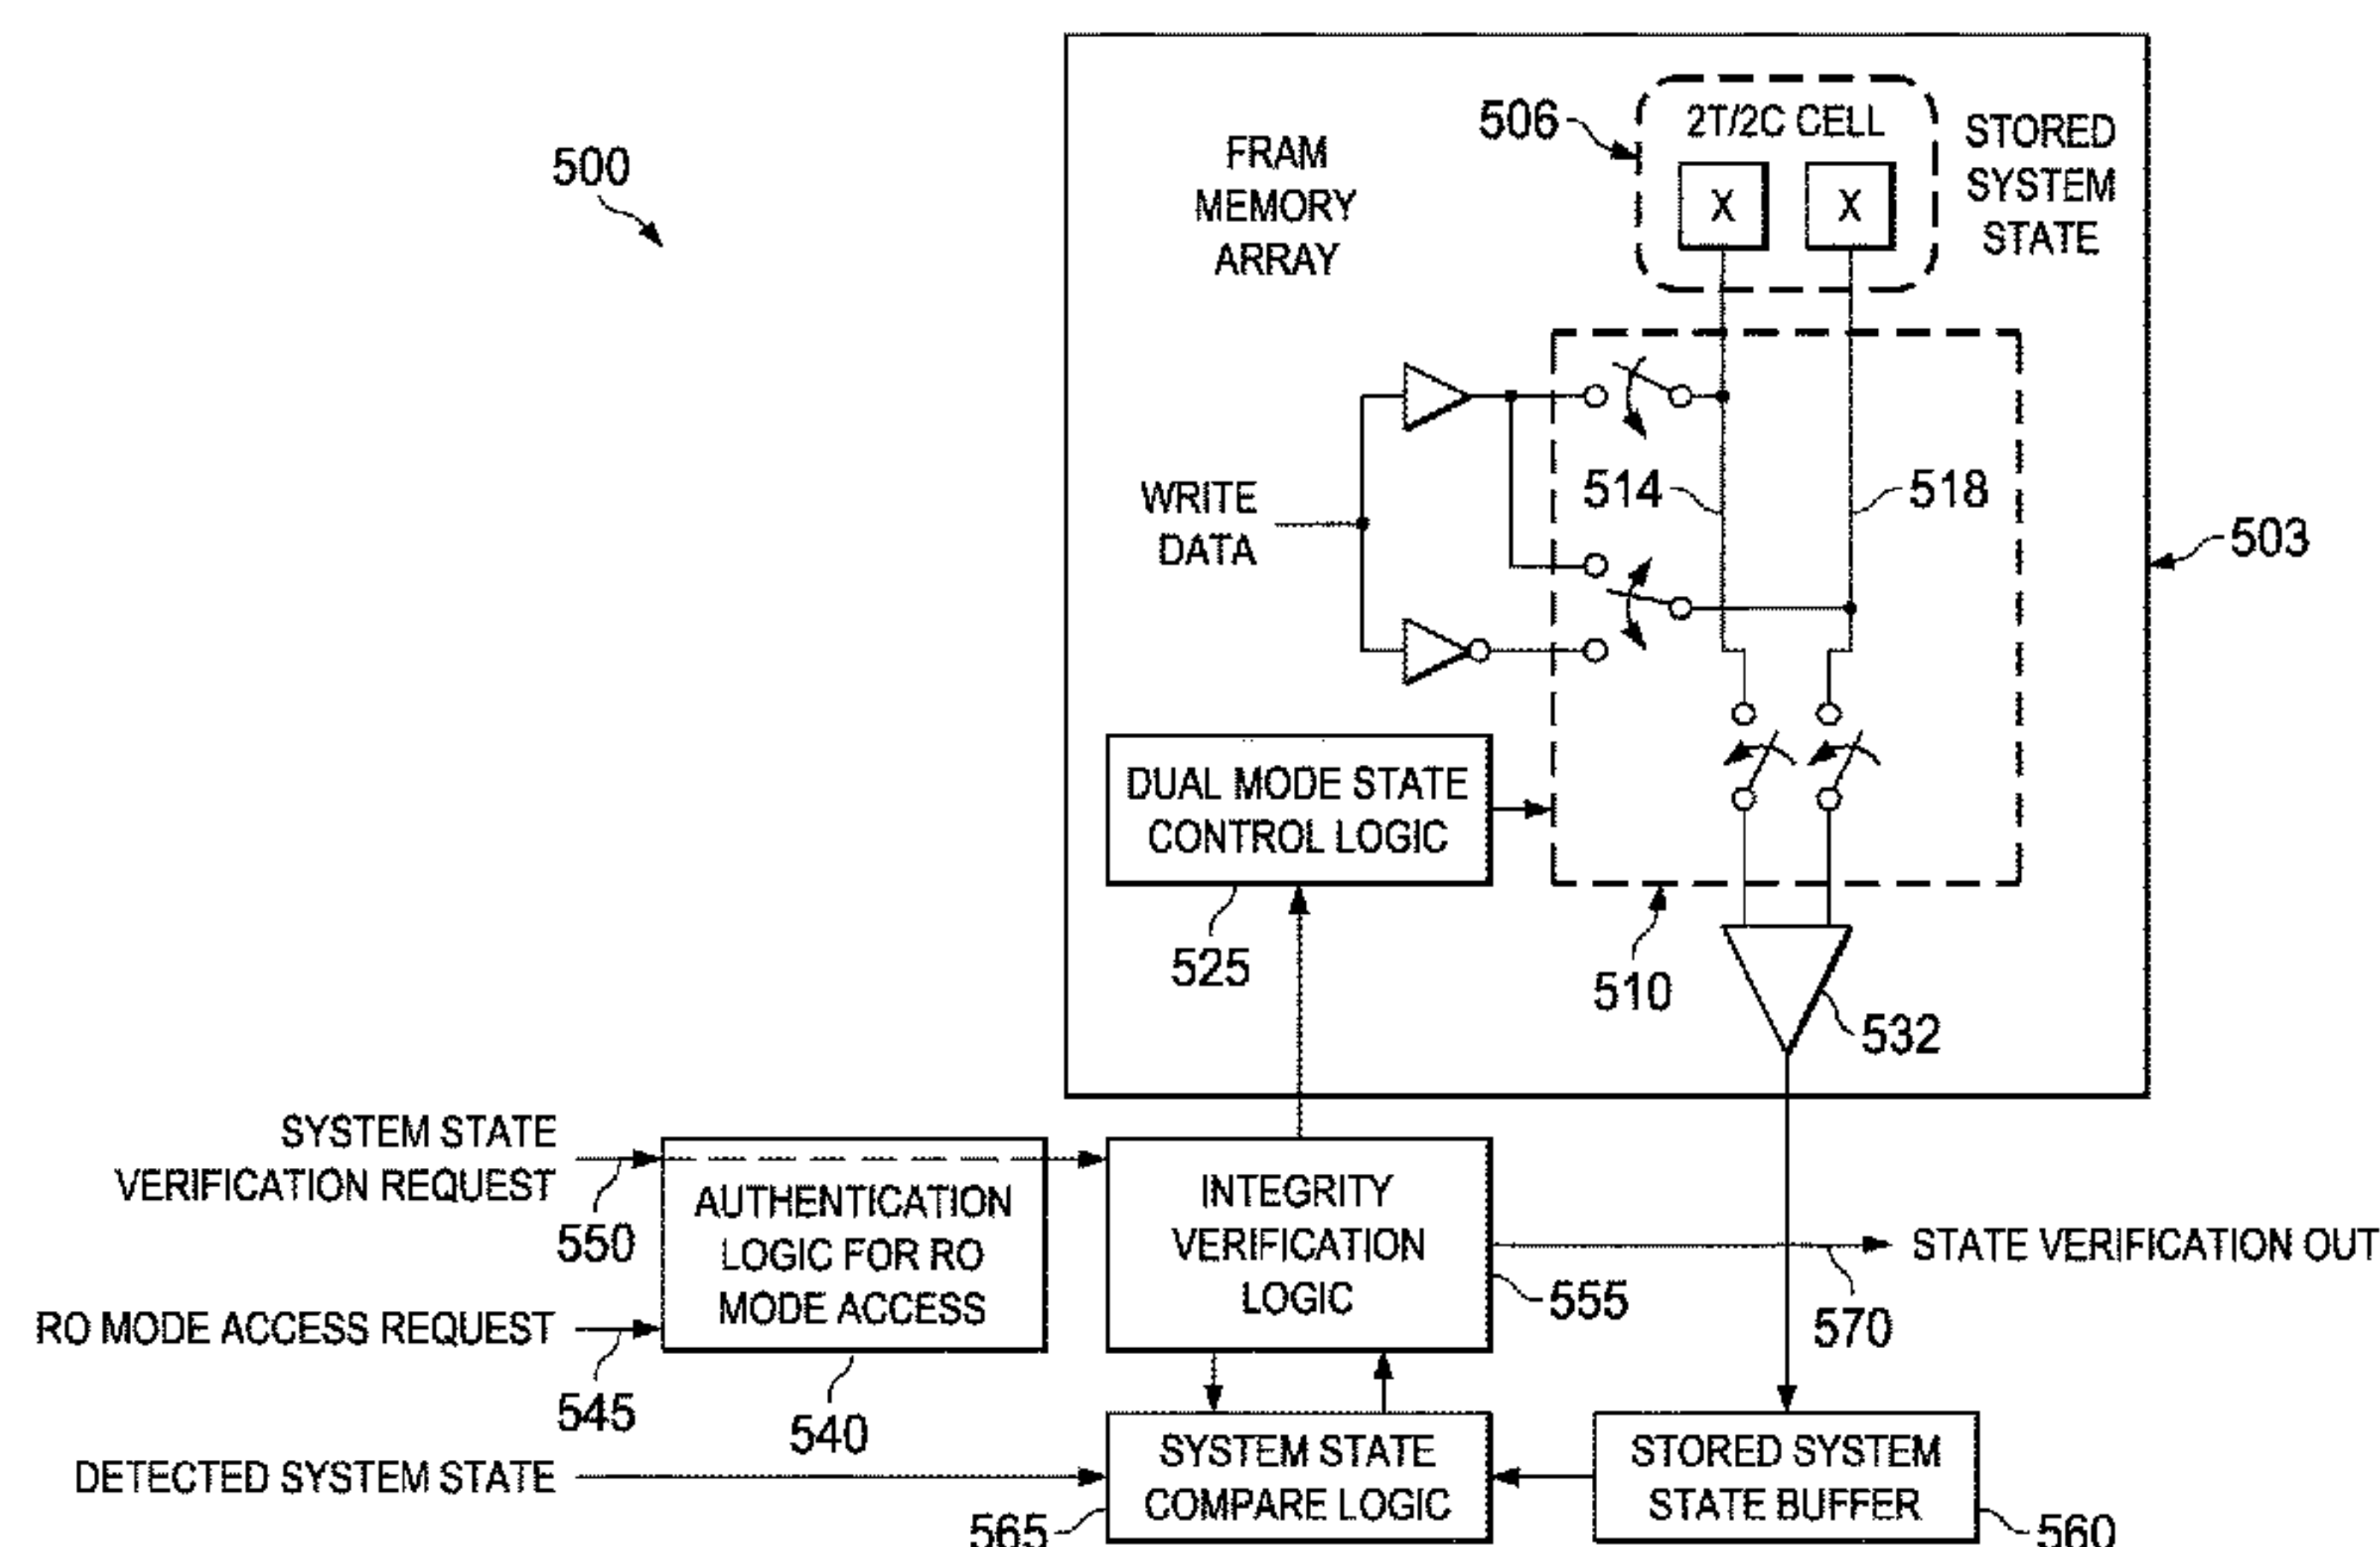 500
FRAM
MEMORY
ARRAY
506
2T/2C CELL
X X
STORED
SYSTEM
STATE
WRITE
DATA
514
518
503
DUAL MODE STATE
CONTROL LOGIC
525
510
532
SYSTEM STATE
VERIFICATION REQUEST
550
RO MODE ACCESS REQUEST
545
AUTHENTICATION
LOGIC FOR RO
MODE ACCESS
540
INTEGRITY
VERIFICATION
LOGIC
555
STATE VERIFICATION OUT
570
DETECTED SYSTEM STATE
SYSTEM STATE
COMPARE LOGIC
565
STORED SYSTEM
STATE BUFFER
560